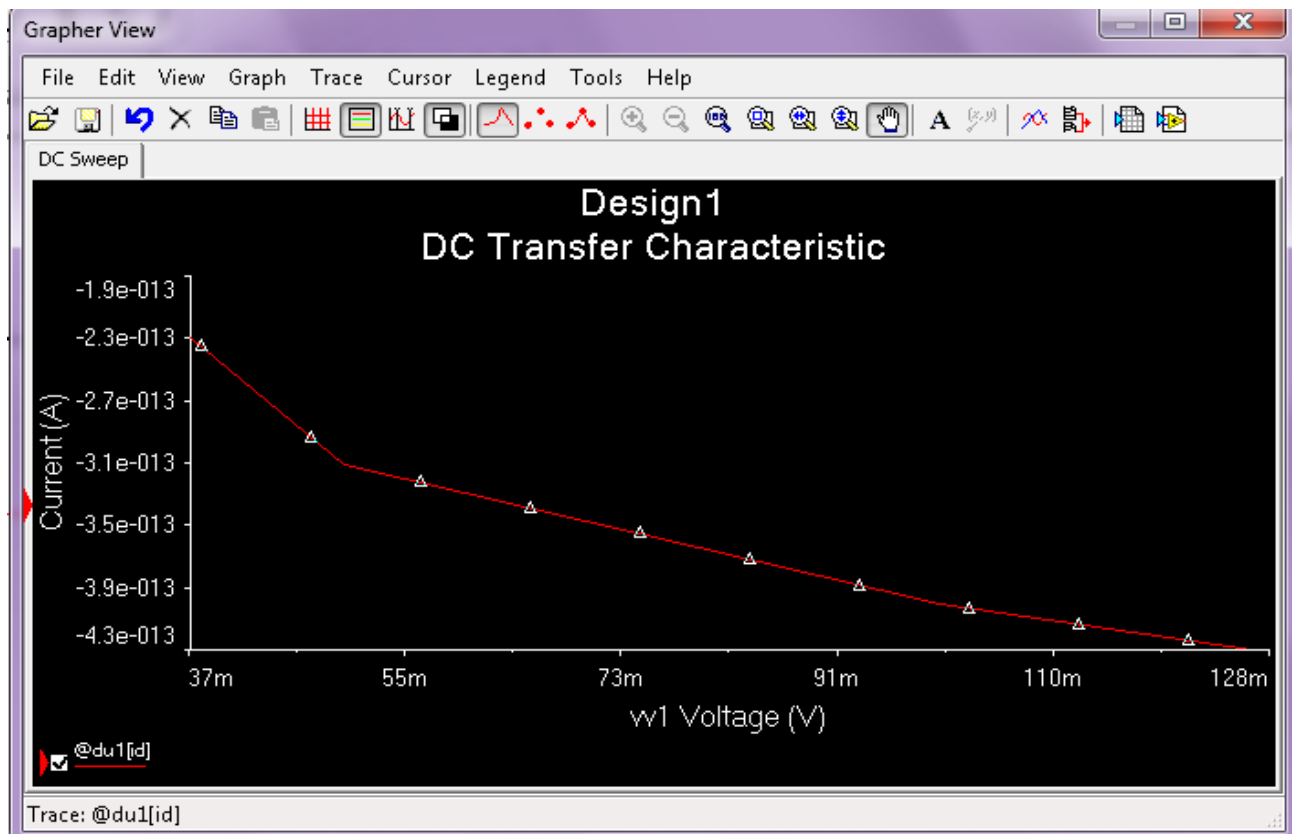 Grapher View
File Edit View Graph Trace Cursor Legend Tools Help
DC Sweep
Design1
DC Transfer Characteristic
-1.9e-013
-2.3e-013
-2.7e-013
-3.1e-013
-3.5e-013
-3.9e-013
-4.3e-013
Current (A)
37m 55m 73m 91m 110m 128m
vv1 Voltage (V)
@du1[id]
Trace: @du1[id]